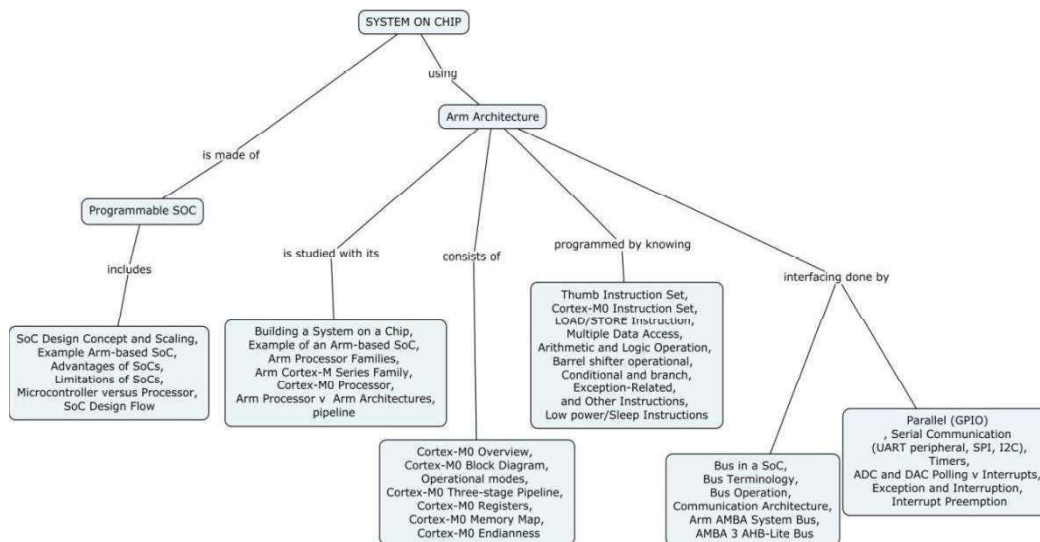 SYSTEM ON CHIP
using
Arm Architecture
is made of
Programmable SOC
includes
is studied with its
consists of
programmed by knowing
interfacing done by
SoC Design Concept and Scaling,
Example Arm-based SoC,
Advantages of SoCs,
Limitations of SoCs,
Microcontroller versus Processor,
SoC Design Flow
Building a System on a Chip,
Example of an Arm-based SoC,
Arm Processor Families,
Arm Cortex-M Series Family,
Cortex-M0 Processor,
Arm Processor v Arm Architectures,
pipeline
Cortex-M0 Overview,
Cortex-M0 Block Diagram,
Operational modes,
Cortex-M0 Three-stage Pipeline,
Cortex-M0 Registers,
Cortex-M0 Memory Map,
Cortex-M0 Endianness
Thumb Instruction Set,
Cortex-M0 Instruction Set,
LOAD/STORE Instruction,
Multiple Data Access,
Arithmetic and Logic Operation,
Barrel shifter operational,
Conditional and branch,
Exception-Related,
and Other Instructions,
Low power/Sleep Instructions
Bus in a SoC,
Bus Terminology,
Bus Operation,
Communication Architecture,
Arm AMBA System Bus,
AMBA 3 AHB-Lite Bus
Parallel (GPIO)
, Serial Communication
(UART peripheral, SPI, I2C),
Timers,
ADC and DAC Polling v Interrupts,
Exception and Interruption,
Interrupt Preemption